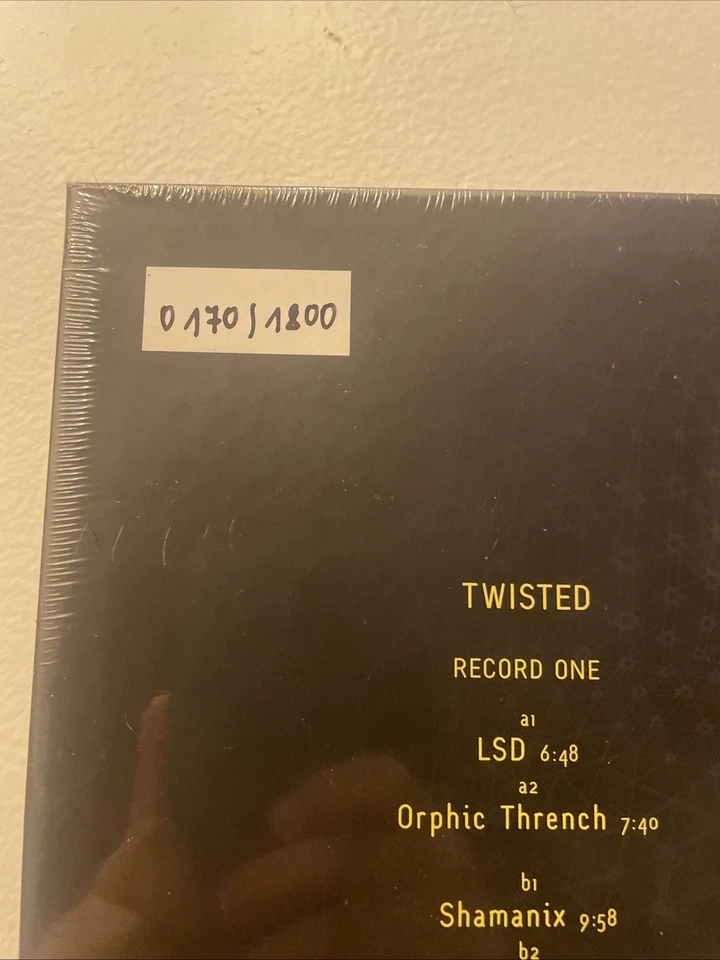 0170/1800
TWISTED
RECORD ONE
a1
LSD 6:48
a2
Orphic Thrench 7:40
b1
Shamanix 9:58
b2